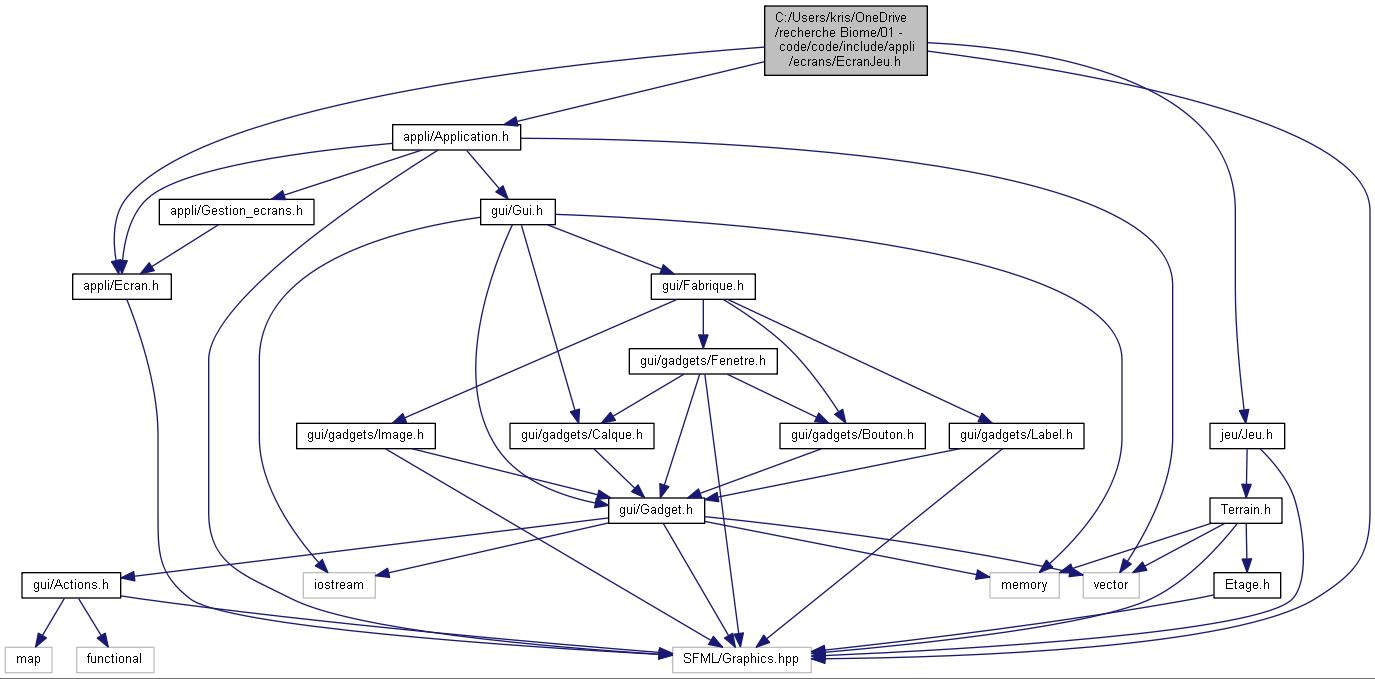 C:/Users/kris/OneDrive
/recherche Biome/01 -
code/code/include/appli
/ecrans/EcranJeu.h
appli/Application.h
appli/Gestion_ecrans.h
gui/Gui.h
appli/Ecran.h
gui/Fabrique.h
gui/gadgets/Fenetre.h
gui/gadgets/Image.h
gui/gadgets/Calque.h
gui/gadgets/Bouton.h
gui/gadgets/Label.h
jeu/Jeu.h
gui/Gadget.h
Terrain.h
gui/Actions.h
iostream
memory
vector
Etage.h
map
functional
SFML/Graphics.hpp